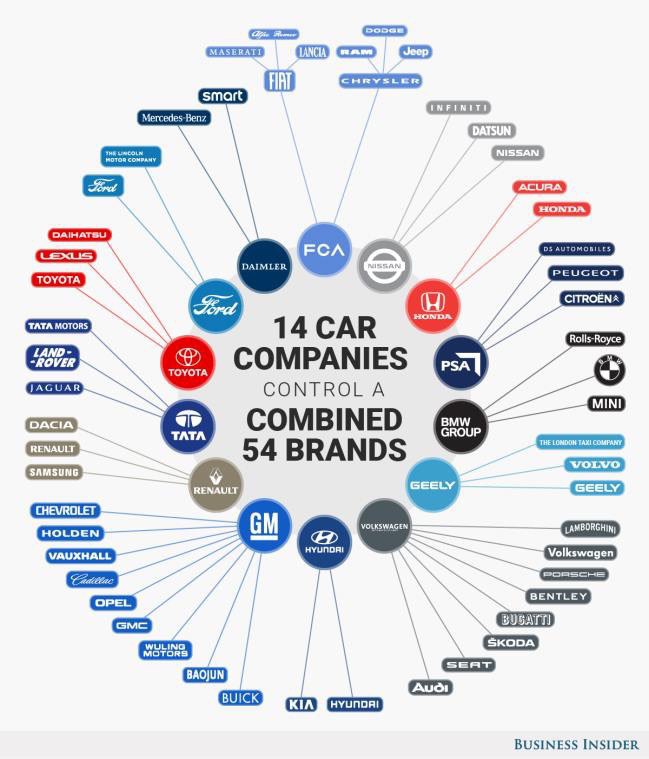 14 CAR
COMPANIES
CONTROL A
COMBINED
54 BRANDS
FCA
FIAT
MASERATI
Alfa Romeo
LANCIA
CHRYSLER
RAM
DODGE
Jeep
NISSAN
INFINITI
DATSUN
NISSAN
HONDA
ACURA
HONDA
PSA
DS AUTOMOBILES
PEUGEOT
CITROËN
BMW
GROUP
Rolls-Royce
BMW
MINI
GEELY
THE LONDON TAXI COMPANY
VOLVO
GEELY
VOLKSWAGEN
LAMBORGHINI
Volkswagen
PORSCHE
BENTLEY
BUGATTI
ŠKODA
SEAT
Audi
HYUNDAI
HYUNDAI
KIA
GM
BUICK
BAOJUN
WULING
MOTORS
GMC
OPEL
Cadillac
VAUXHALL
HOLDEN
CHEVROLET
RENAULT
SAMSUNG
RENAULT
DACIA
TATA
JAGUAR
LAND-
ROVER
TATA MOTORS
TOYOTA
TOYOTA
LEXUS
DAIHATSU
Ford
Ford
THE LINCOLN
MOTOR COMPANY
DAIMLER
Mercedes-Benz
smart
BUSINESS INSIDER